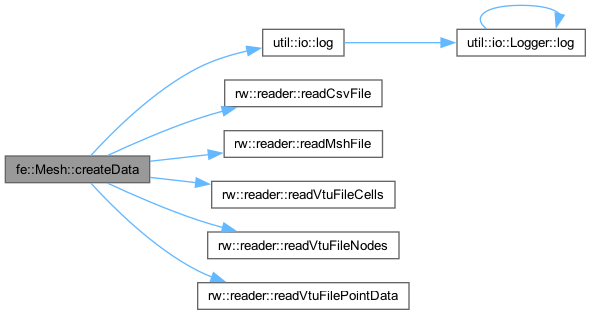 util::io::log
util::io::Logger::log
rw::reader::readCsvFile
rw::reader::readMshFile
fe::Mesh::createData
rw::reader::readVtuFileCells
rw::reader::readVtuFileNodes
rw::reader::readVtuFilePointData